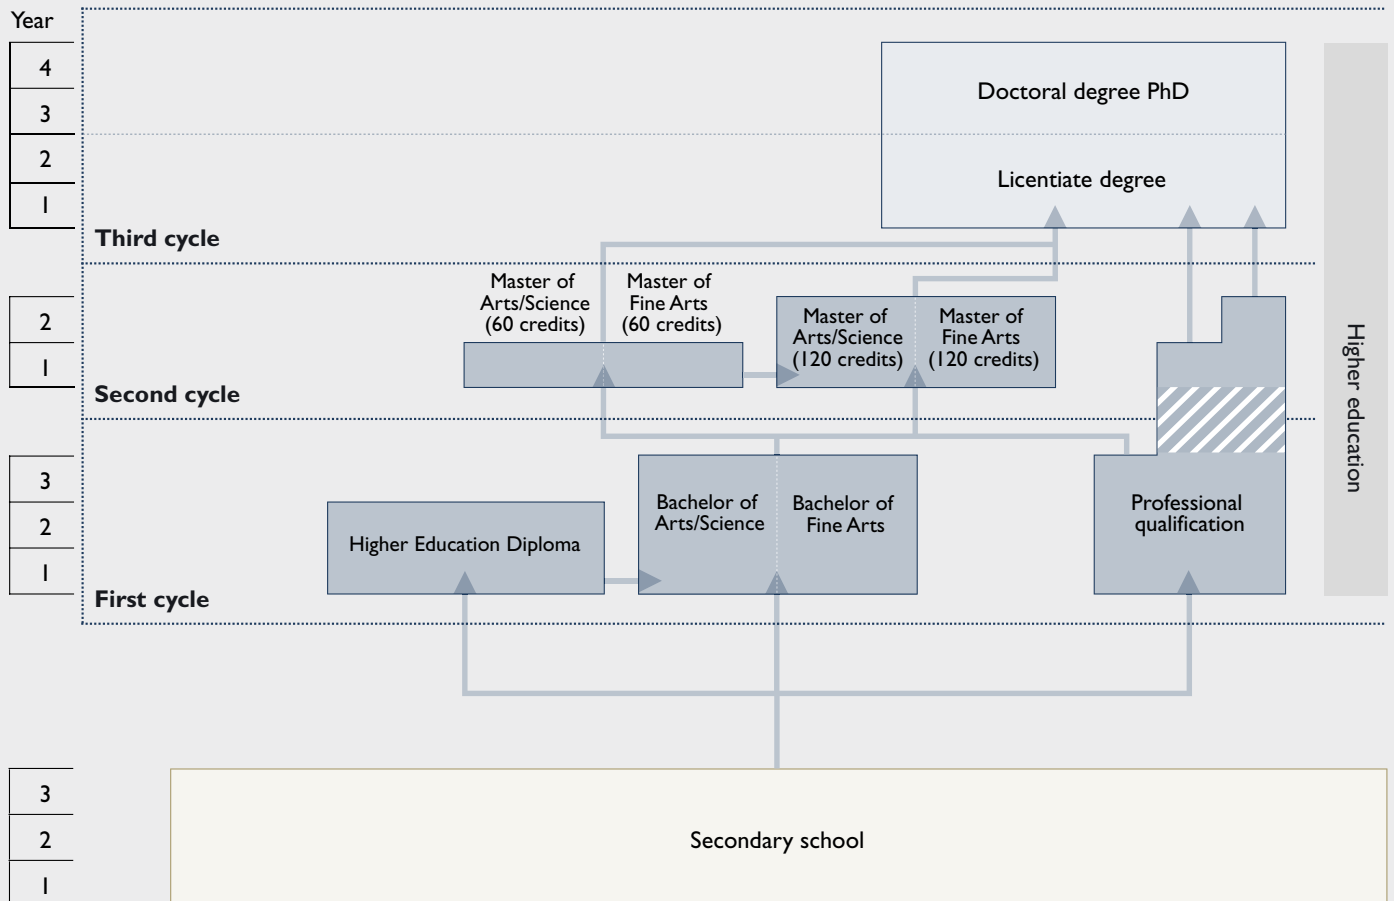 Year
4
3
2
1
Doctoral degree PhD
Licentiate degree
Third cycle
Master of
Arts/Science
(60 credits)
Master of
Fine Arts
(60 credits)
2
1
Master of
Arts/Science
(120 credits)
Master of
Fine Arts
(120 credits)
Second cycle
Higher education
3
2
1
Higher Education Diploma
Bachelor of
Arts/Science
Bachelor of
Fine Arts
Professional
qualification
First cycle
3
2
1
Secondary school